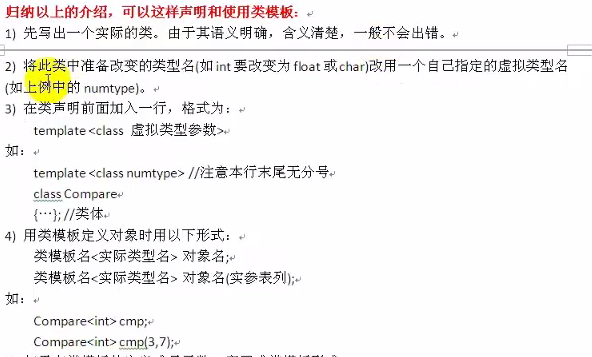 归纳以上的介绍，可以这样声明和使用类模板：
1) 先写出一个实际的类。由于其语义明确，含义清楚，一般不会出错。
2) 将此类中准备改变的类型名(如 int 要改变为 float 或char)改用一个自己指定的虚拟类型名
(如上例中的 numtype)。
3) 在类声明前面加入一行，格式为：
template <class 虚拟类型参数>
如：
template <class numtype> //注意本行末尾无分号
class Compare
{…}; //类体
4) 用类模板定义对象时用以下形式：
类模板名<实际类型名> 对象名;
类模板名<实际类型名> 对象名(实参表列);
如：
Compare<int> cmp;
Compare<int> cmp(3,7);